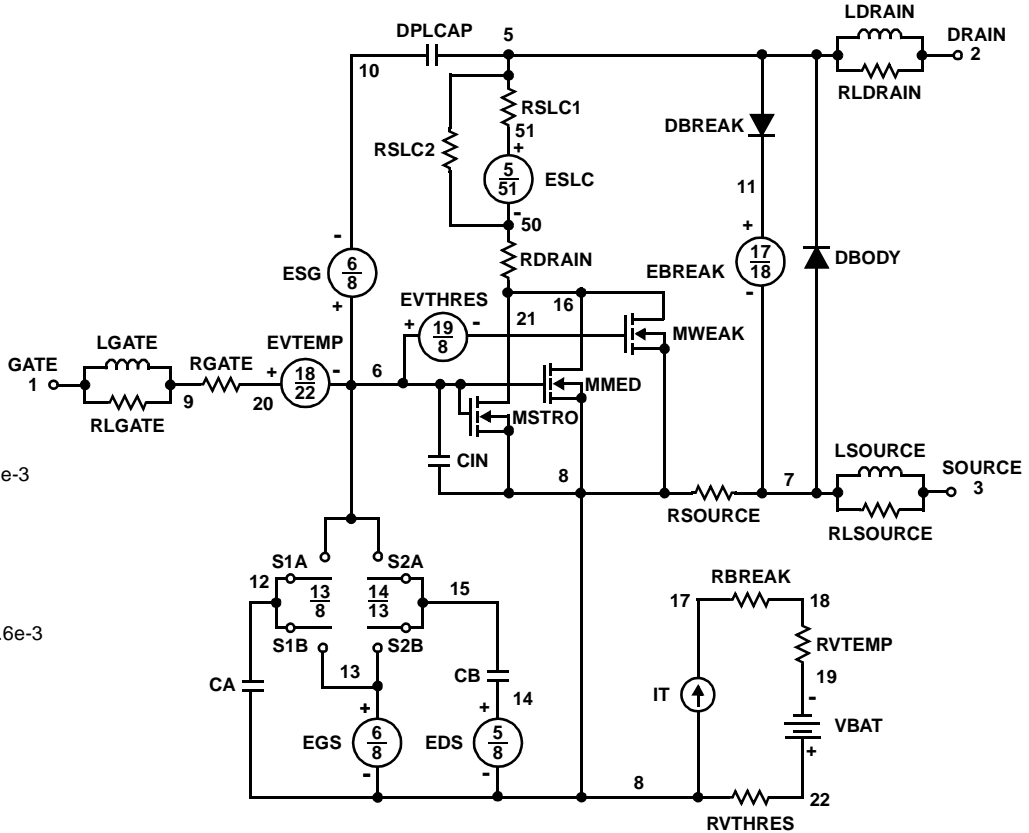 LDRAIN
DPLCAP 5 DRAIN
10 2
RLDRAIN
RSLC1
DBREAK
51
+
RSLC2
5
51
ESLC
11
-
50
+
-
RDRAIN
17
18
DBODY
6
8
ESG
EBREAK
EVTHRES
16
-
+
21
+ 19
8 -
MWEAK
LGATE
EVTEMP
GATE
RGATE
+ 18
22 -
6
1
MMED
9
20
MSTRO
RLGATE
LSOURCE
e-3
CIN
8
7
SOURCE
3
RSOURCE
RLSOURCE
S1A
S2A
12
13
8
14
13
15
RBREAK
17
18
.6e-3
S1B
S2B
RVTEMP
13
CB
19
CA
14
IT
-
+
+
VBAT
EGS
6
8
EDS
5
8
+
-
-
8
22
RVTHRES